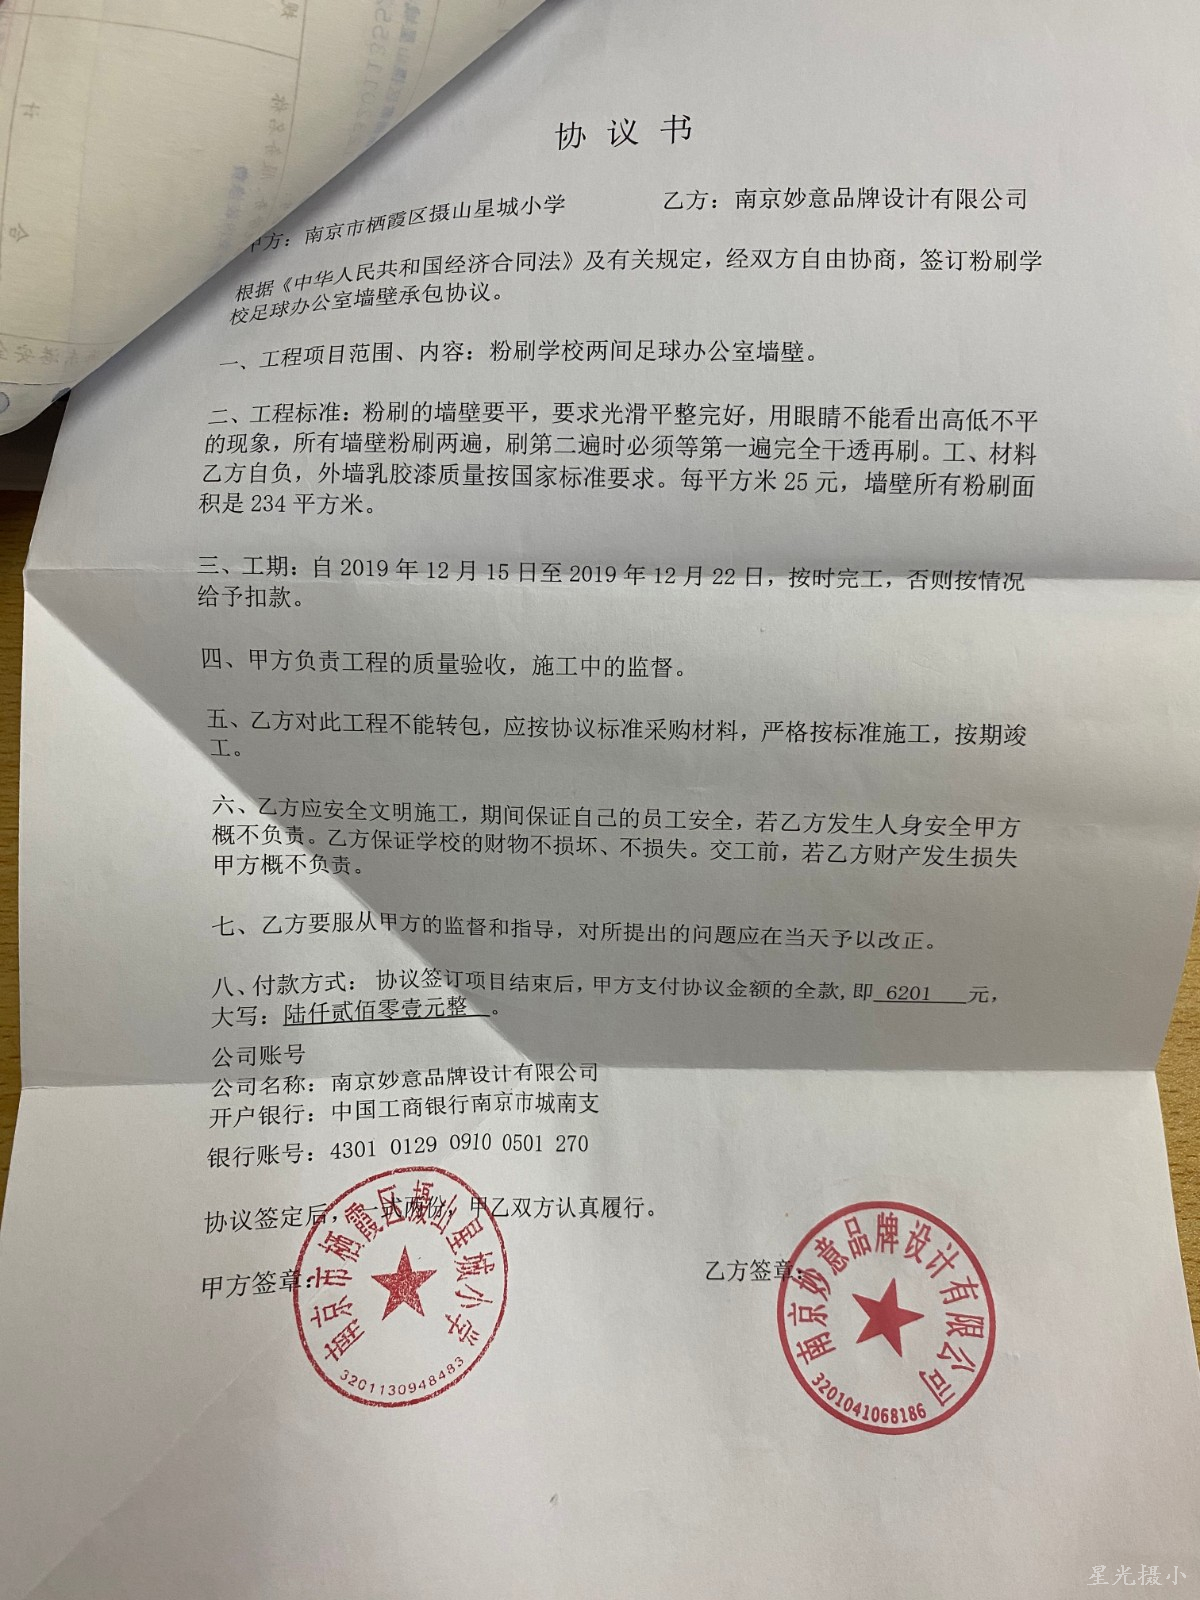 协议书
甲方：南京市栖霞区摄山星城小学 乙方：南京妙意品牌设计有限公司
根据《中华人民共和国经济合同法》及有关规定，经双方自由协商，签订粉刷学
校足球办公室墙壁承包协议。
一、工程项目范围、内容：粉刷学校两间足球办公室墙壁。
二、工程标准：粉刷的墙壁要平，要求光滑平整完好，用眼睛不能看出高低不平
的现象，所有墙壁粉刷两遍，刷第二遍时必须等第一遍完全干透再刷。工、材料
乙方自负，外墙乳胶漆质量按国家标准要求。每平方米25元，墙壁所有粉刷面
积是234平方米。
三、工期：自2019年12月15日至2019年12月22日，按时完工，否则按情况
给予扣款。
四、甲方负责工程的质量验收，施工中的监督。
五、乙方对此工程不能转包，应按协议标准采购材料，严格按标准施工，按期竣
工。
六、乙方应安全文明施工，期间保证自己的员工安全，若乙方发生人身安全甲方
概不负责。乙方保证学校的财物不损坏、不损失。交工前，若乙方财产发生损失
甲方概不负责。
七、乙方要服从甲方的监督和指导，对所提出的问题应在当天予以改正。
八、付款方式： 协议签订项目结束后，甲方支付协议金额的全款,即 6201 元，
大写：陆仟贰佰零壹元整 。
公司账号
公司名称：南京妙意品牌设计有限公司
开户银行：中国工商银行南京市城南支
银行账号：4301 0129 0910 0501 270
协议签定后，一式两份，甲乙双方认真履行。
甲方签章： 乙方签章：
南京市栖霞区摄山星城小学
3201130948483
南京妙意品牌设计有限公司
3201041068186
星光摄小